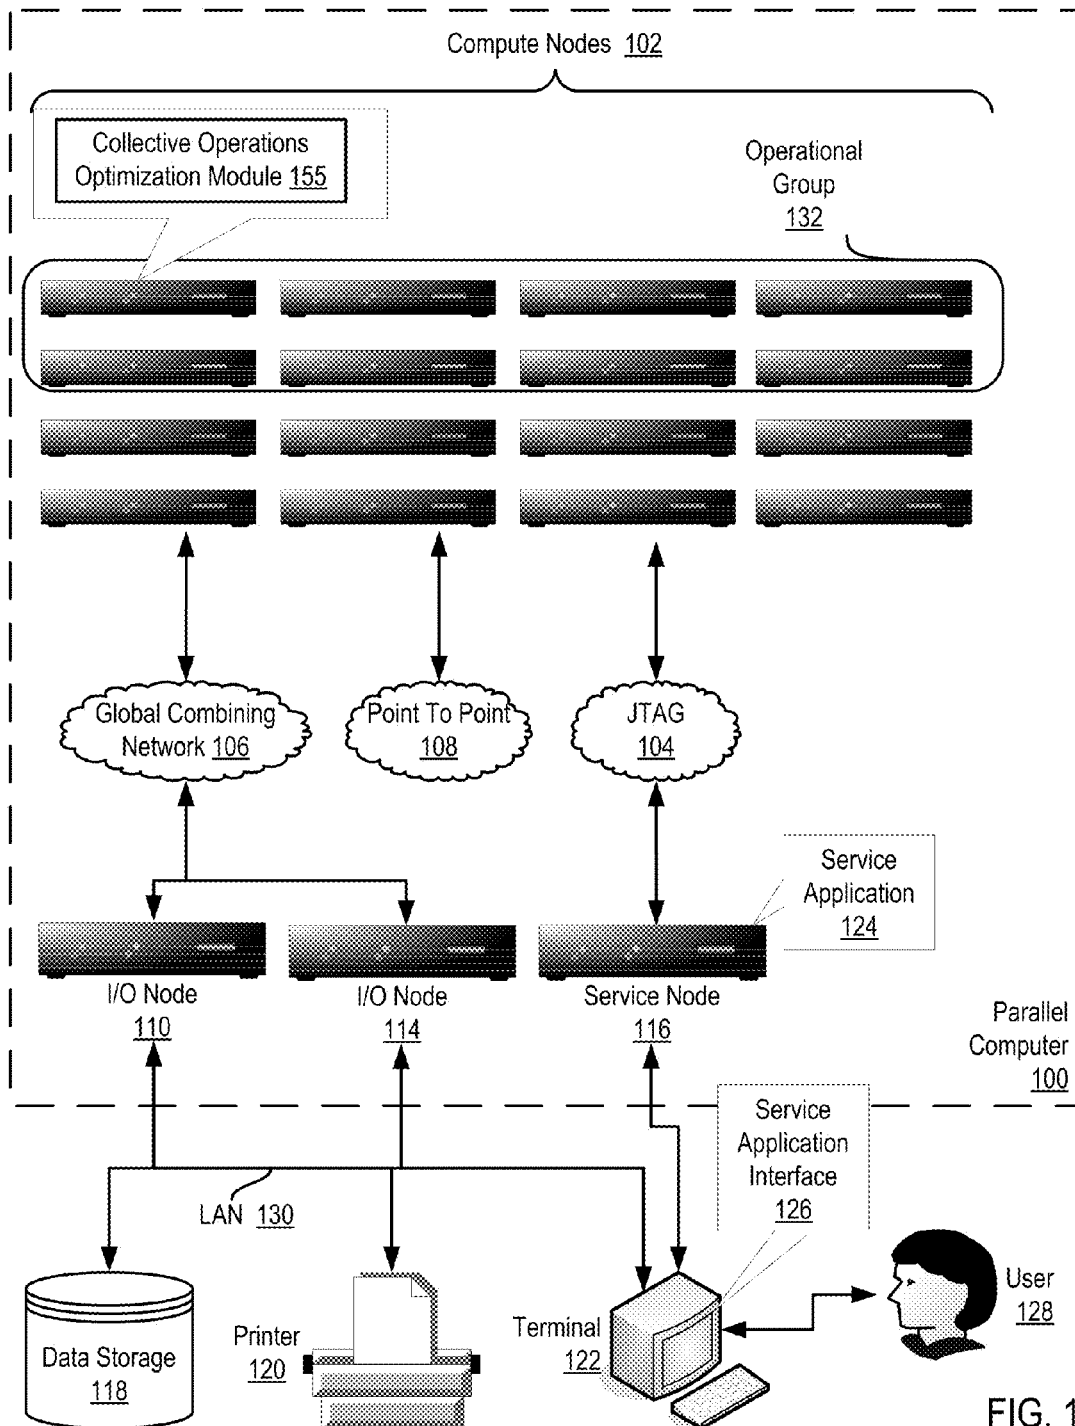 Compute Nodes 102
Collective Operations
Optimization Module 155
Operational
Group
132
Global Combining
Network 106
Point To Point
108
JTAG
104
Service
Application
124
I/O Node
110
I/O Node
114
Service Node
116
Parallel
Computer
100
Service
Application
Interface
126
LAN 130
Data Storage
118
Printer
120
Terminal
122
User
128
FIG. 1